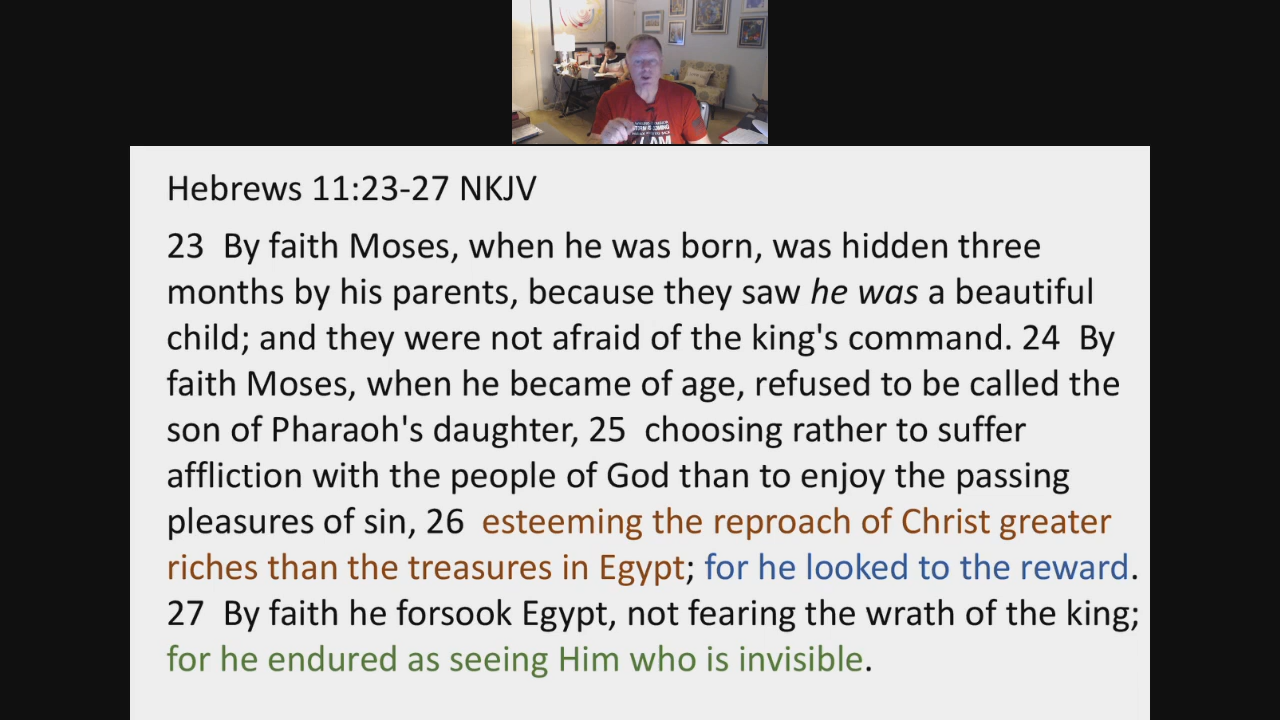 STORM IS COMING
I AM
Hebrews 11:23-27 NKJV
23 By faith Moses, when he was born, was hidden three
months by his parents, because they saw he was a beautiful
child; and they were not afraid of the king's command. 24 By
faith Moses, when he became of age, refused to be called the
son of Pharaoh's daughter, 25 choosing rather to suffer
affliction with the people of God than to enjoy the passing
pleasures of sin, 26 esteeming the reproach of Christ greater
riches than the treasures in Egypt; for he looked to the reward.
27 By faith he forsook Egypt, not fearing the wrath of the king;
for he endured as seeing Him who is invisible.